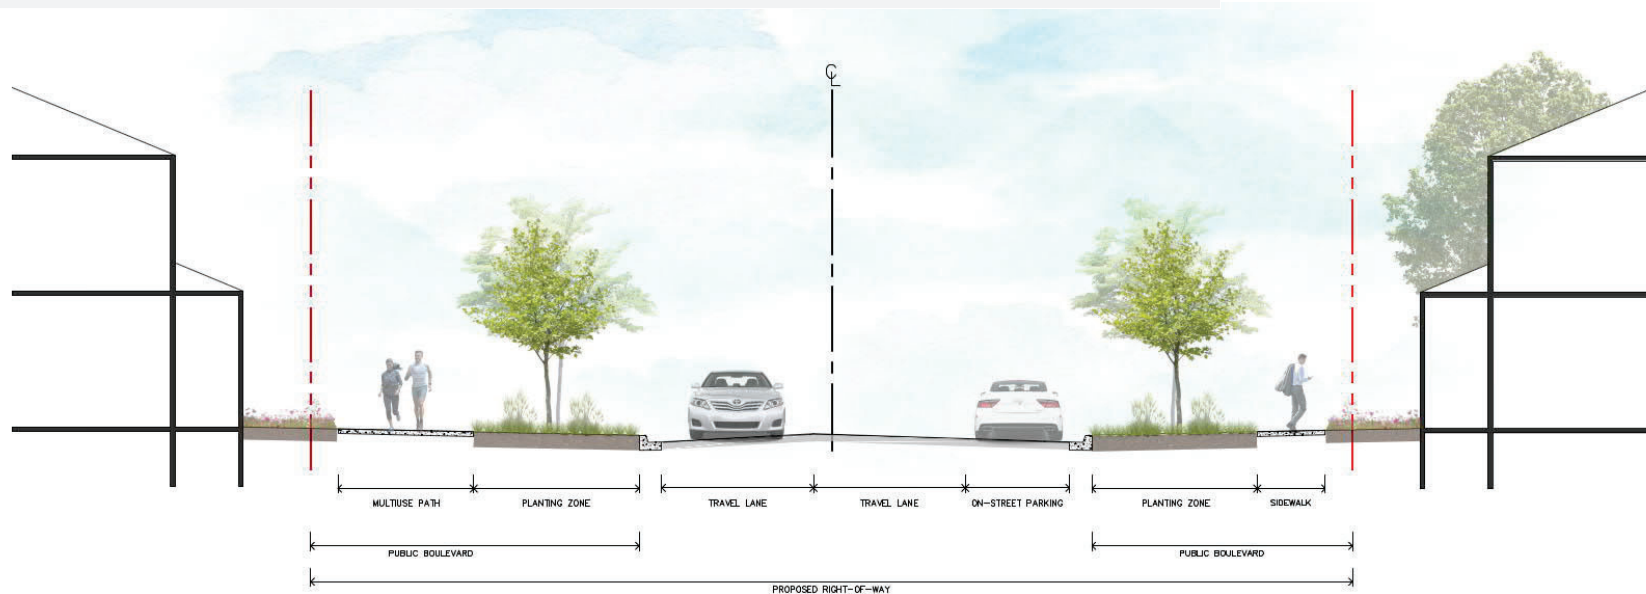 ℄
MULTIUSE PATH
PLANTING ZONE
TRAVEL LANE
TRAVEL LANE
ON-STREET PARKING
PLANTING ZONE
SIDEWALK
PUBLIC BOULEVARD
PUBLIC BOULEVARD
PROPOSED RIGHT-OF-WAY